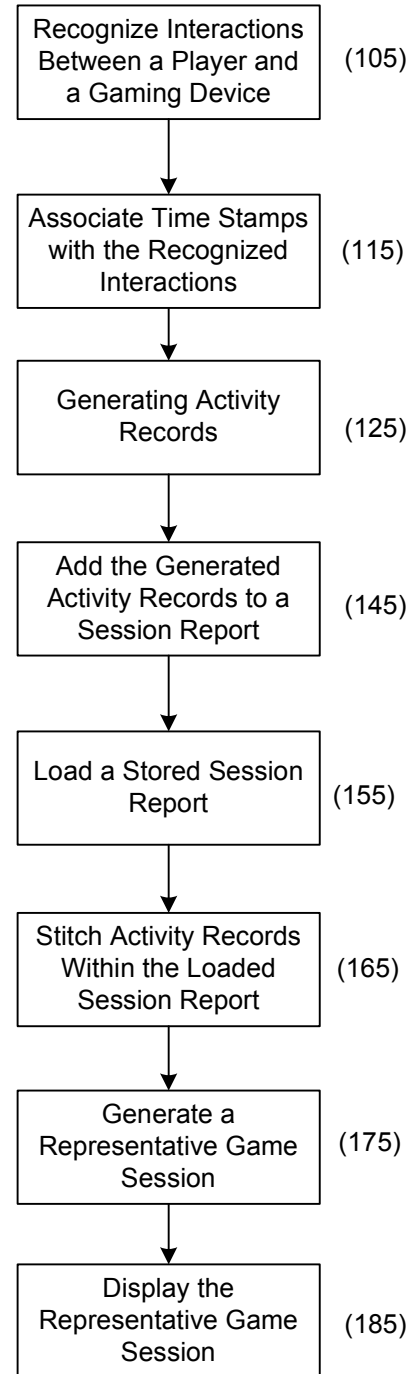 Recognize Interactions
Between a Player and
a Gaming Device
(105)
Associate Time Stamps
with the Recognized
Interactions
(115)
Generating Activity
Records
(125)
Add the Generated
Activity Records to a
Session Report
(145)
Load a Stored Session
Report
(155)
Stitch Activity Records
Within the Loaded
Session Report
(165)
Generate a
Representative Game
Session
(175)
Display the
Representative Game
Session
(185)